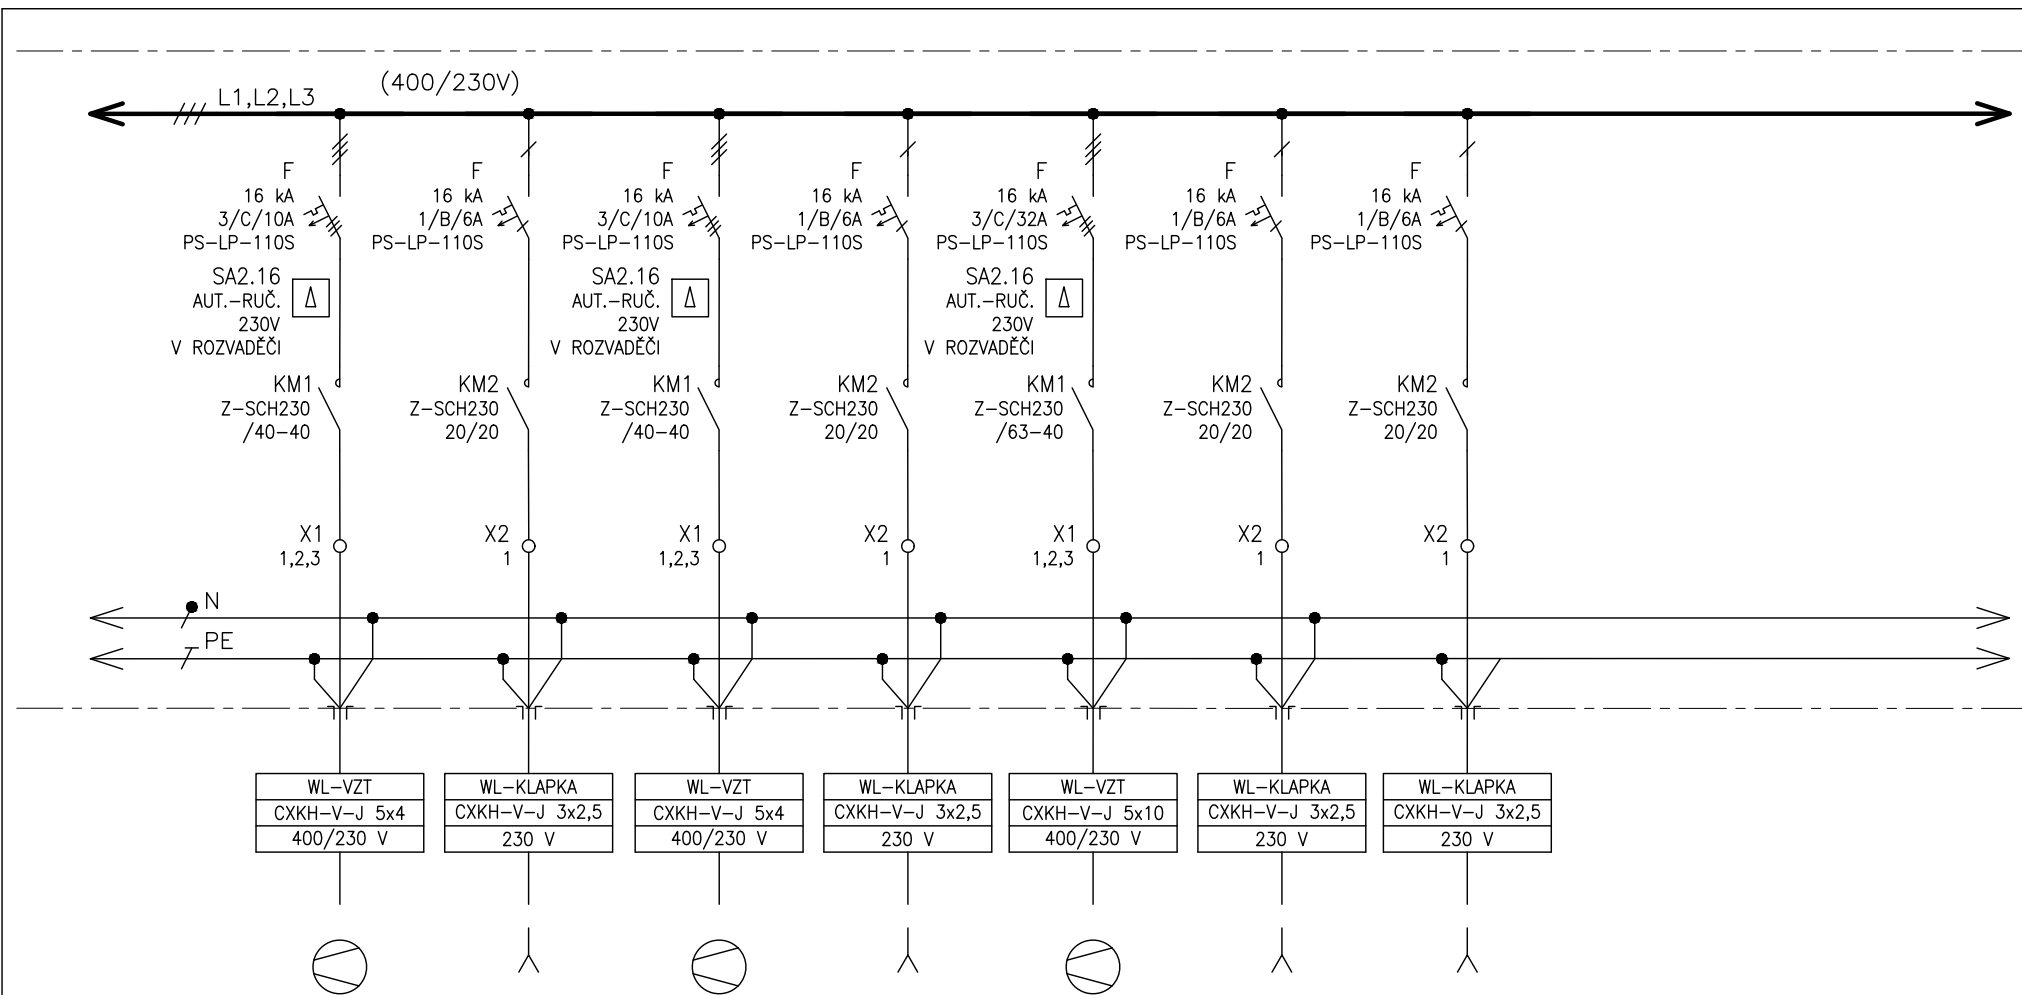 (400/230V)
L1,L2,L3
F
16 kA
3/C/10A
PS-LP-110S
SA2.16
AUT.-RUČ.
230V
V ROZVADĚČI
KM1
Z-SCH230
/40-40
X1
1,2,3
F
16 kA
1/B/6A
PS-LP-110S
KM2
Z-SCH230
20/20
X2
1
F
16 kA
3/C/10A
PS-LP-110S
SA2.16
AUT.-RUČ.
230V
V ROZVADĚČI
KM1
Z-SCH230
/40-40
X1
1,2,3
F
16 kA
1/B/6A
PS-LP-110S
KM2
Z-SCH230
20/20
X2
1
F
16 kA
3/C/32A
PS-LP-110S
SA2.16
AUT.-RUČ.
230V
V ROZVADĚČI
KM1
Z-SCH230
/63-40
X1
1,2,3
F
16 kA
1/B/6A
PS-LP-110S
KM2
Z-SCH230
20/20
X2
1
F
16 kA
1/B/6A
PS-LP-110S
KM2
Z-SCH230
20/20
X2
1
N
PE
WL-VZT
CXKH-V-J 5x4
400/230 V
WL-KLAPKA
CXKH-V-J 3x2,5
230 V
WL-VZT
CXKH-V-J 5x4
400/230 V
WL-KLAPKA
CXKH-V-J 3x2,5
230 V
WL-VZT
CXKH-V-J 5x10
400/230 V
WL-KLAPKA
CXKH-V-J 3x2,5
230 V
WL-KLAPKA
CXKH-V-J 3x2,5
230 V